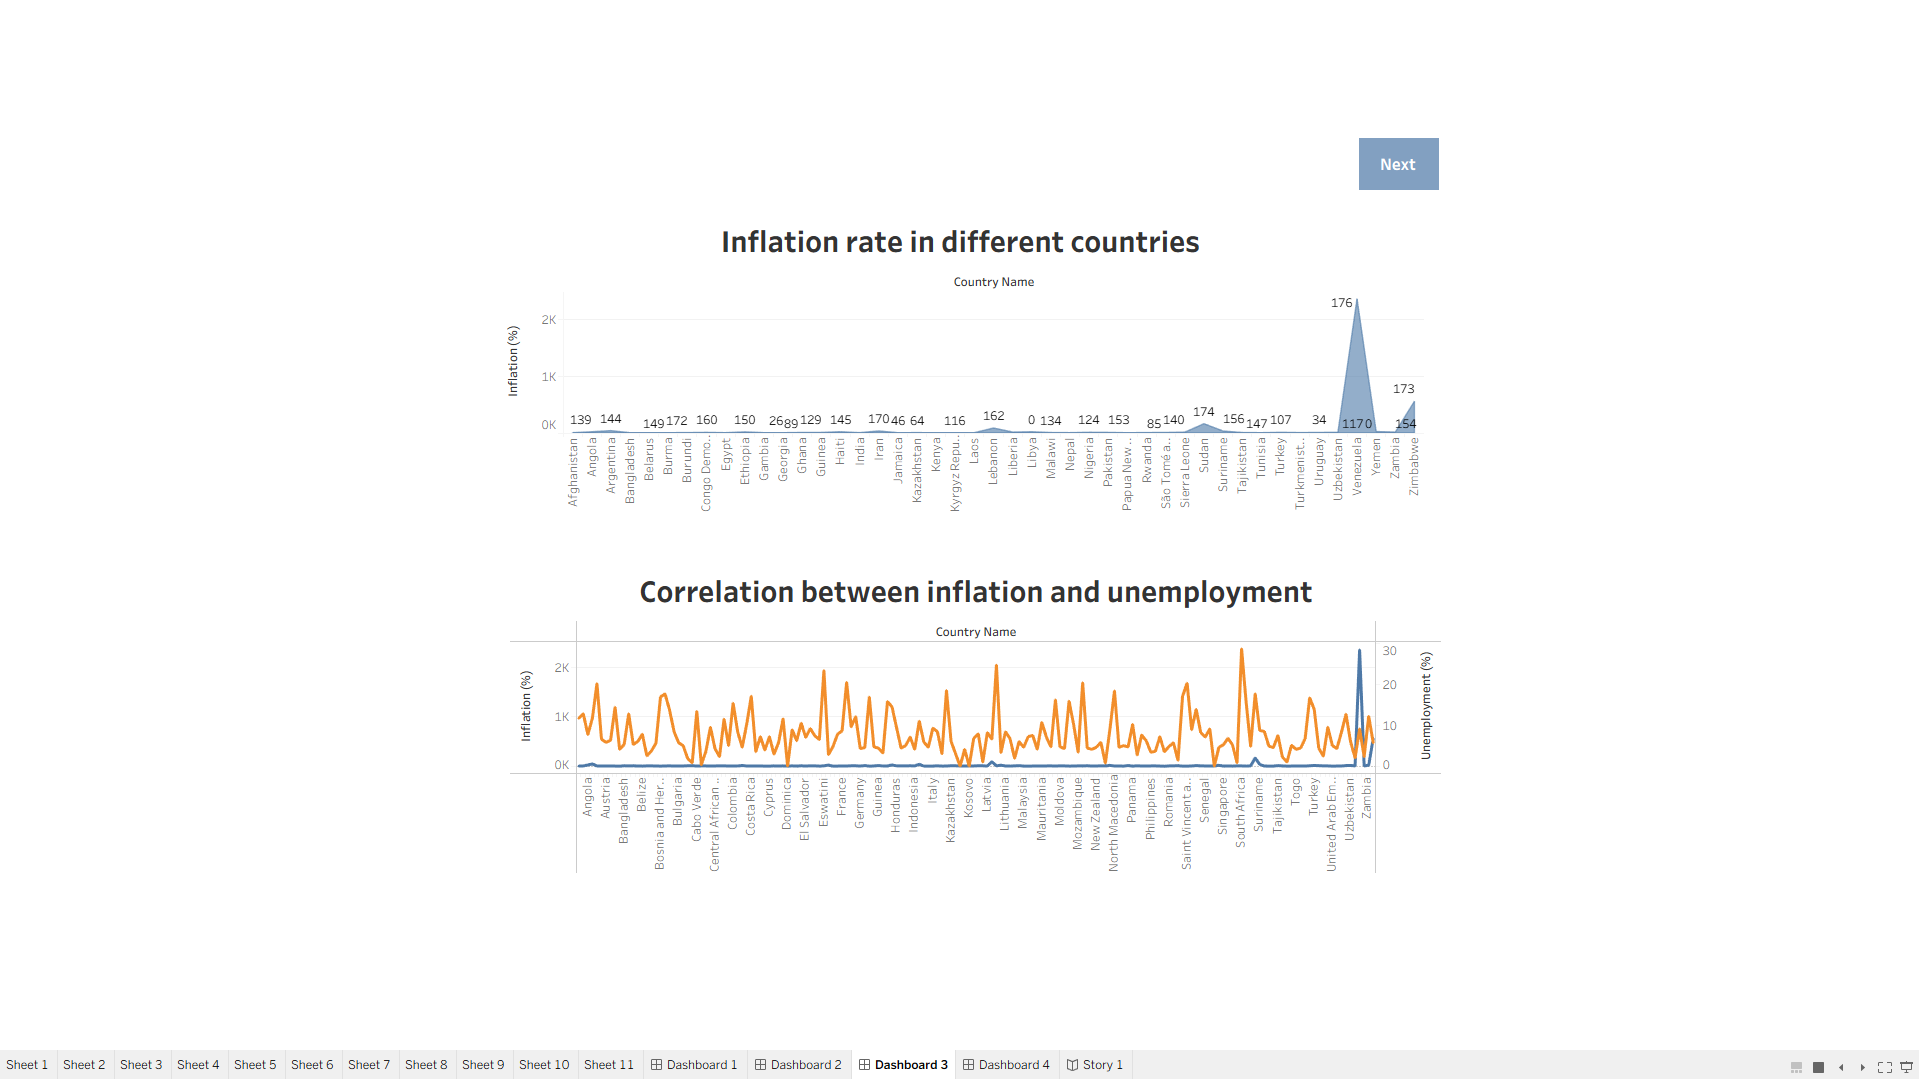 Next
Inflation rate in different countries
Country Name
Inflation (%)
2K
1K
0K
139 144 149 172 160 150 26 89 129 145 170 46 64 116 162 0 134 124 153 85 140 174 156 147 107 34 176 117 0 173 154
Afghanistan
Angola
Argentina
Bangladesh
Belarus
Burma
Burundi
Congo Demo..
Egypt
Ethiopia
Gambia
Georgia
Ghana
Guinea
Haiti
India
Iran
Jamaica
Kazakhstan
Kenya
Kyrgyz Repu..
Laos
Lebanon
Liberia
Libya
Malawi
Nepal
Nigeria
Pakistan
Papua New ..
Rwanda
São Tomé a..
Sierra Leone
Sudan
Suriname
Tajikistan
Tunisia
Turkey
Turkmenist..
Uruguay
Uzbekistan
Venezuela
Yemen
Zambia
Zimbabwe
Correlation between inflation and unemployment
Country Name
Inflation (%)
2K
1K
0K
30
20
10
0
Unemployment (%)
Angola
Austria
Bangladesh
Belize
Bosnia and Her..
Bulgaria
Cabo Verde
Central African ..
Colombia
Costa Rica
Cyprus
Dominica
El Salvador
Eswatini
France
Germany
Guinea
Honduras
Indonesia
Italy
Kazakhstan
Kosovo
Latvia
Lithuania
Malaysia
Mauritania
Moldova
Mozambique
New Zealand
North Macedonia
Panama
Philippines
Romania
Saint Vincent a..
Senegal
Singapore
South Africa
Suriname
Tajikistan
Togo
Turkey
United Arab Em..
Uzbekistan
Zambia
Sheet 1 Sheet 2 Sheet 3 Sheet 4 Sheet 5 Sheet 6 Sheet 7 Sheet 8 Sheet 9 Sheet 10 Sheet 11 Dashboard 1 Dashboard 2 Dashboard 3 Dashboard 4 Story 1